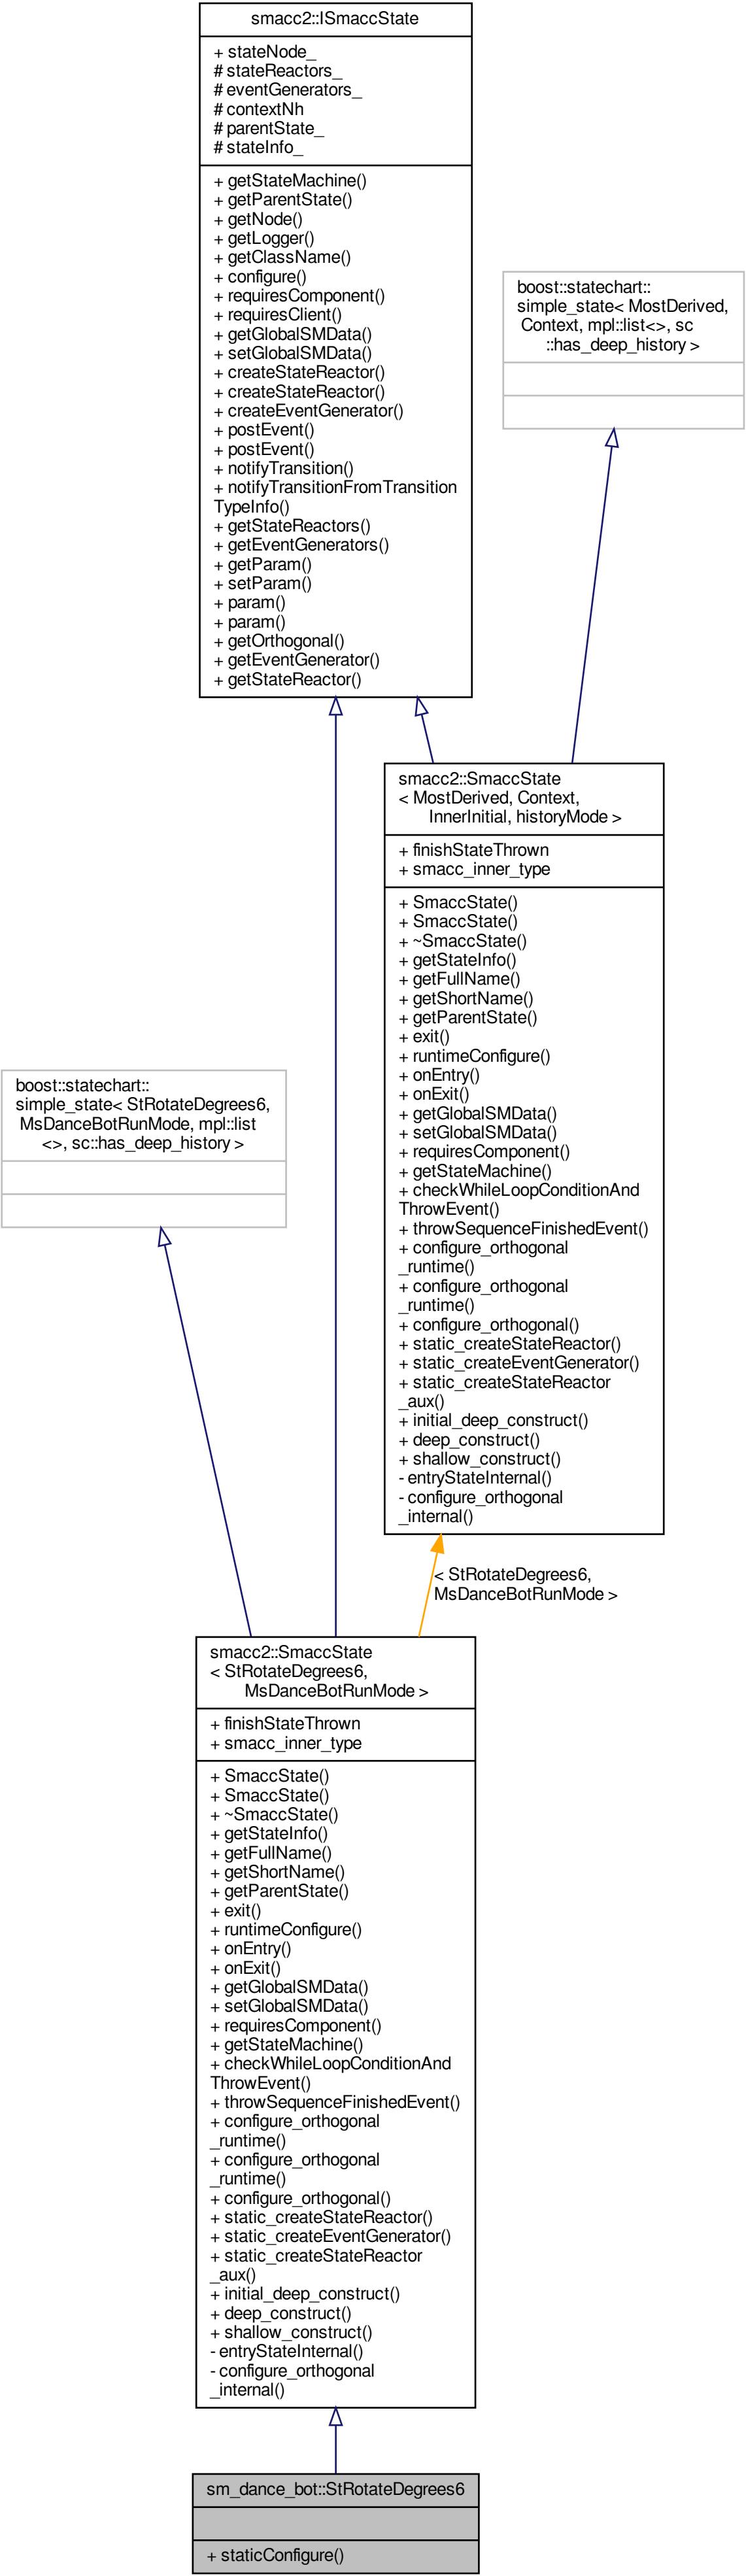 smacc2::ISmaccState
+ stateNode_
# stateReactors_
# eventGenerators_
# contextNh
# parentState_
# stateInfo_
+ getStateMachine()
+ getParentState()
+ getNode()
+ getLogger()
+ getClassName()
+ configure()
+ requiresComponent()
+ requiresClient()
+ getGlobalSMData()
+ setGlobalSMData()
+ createStateReactor()
+ createStateReactor()
+ createEventGenerator()
+ postEvent()
+ postEvent()
+ notifyTransition()
+ notifyTransitionFromTransition
TypeInfo()
+ getStateReactors()
+ getEventGenerators()
+ getParam()
+ setParam()
+ param()
+ param()
+ getOrthogonal()
+ getEventGenerator()
+ getStateReactor()
boost::statechart::
simple_state< MostDerived,
Context, mpl::list<>, sc
::has_deep_history >
smacc2::SmaccState
< MostDerived, Context,
InnerInitial, historyMode >
+ finishStateThrown
+ smacc_inner_type
+ SmaccState()
+ SmaccState()
+ ~SmaccState()
+ getStateInfo()
+ getFullName()
+ getShortName()
+ getParentState()
+ exit()
+ runtimeConfigure()
+ onEntry()
+ onExit()
+ getGlobalSMData()
+ setGlobalSMData()
+ requiresComponent()
+ getStateMachine()
+ checkWhileLoopConditionAnd
ThrowEvent()
+ throwSequenceFinishedEvent()
+ configure_orthogonal
_runtime()
+ configure_orthogonal
_runtime()
+ configure_orthogonal()
+ static_createStateReactor()
+ static_createEventGenerator()
+ static_createStateReactor
_aux()
+ initial_deep_construct()
+ deep_construct()
+ shallow_construct()
- entryStateInternal()
- configure_orthogonal
_internal()
boost::statechart::
simple_state< StRotateDegrees6,
MsDanceBotRunMode, mpl::list
<>, sc::has_deep_history >
< StRotateDegrees6,
MsDanceBotRunMode >
smacc2::SmaccState
< StRotateDegrees6,
MsDanceBotRunMode >
+ finishStateThrown
+ smacc_inner_type
+ SmaccState()
+ SmaccState()
+ ~SmaccState()
+ getStateInfo()
+ getFullName()
+ getShortName()
+ getParentState()
+ exit()
+ runtimeConfigure()
+ onEntry()
+ onExit()
+ getGlobalSMData()
+ setGlobalSMData()
+ requiresComponent()
+ getStateMachine()
+ checkWhileLoopConditionAnd
ThrowEvent()
+ throwSequenceFinishedEvent()
+ configure_orthogonal
_runtime()
+ configure_orthogonal
_runtime()
+ configure_orthogonal()
+ static_createStateReactor()
+ static_createEventGenerator()
+ static_createStateReactor
_aux()
+ initial_deep_construct()
+ deep_construct()
+ shallow_construct()
- entryStateInternal()
- configure_orthogonal
_internal()
sm_dance_bot::StRotateDegrees6
+ staticConfigure()